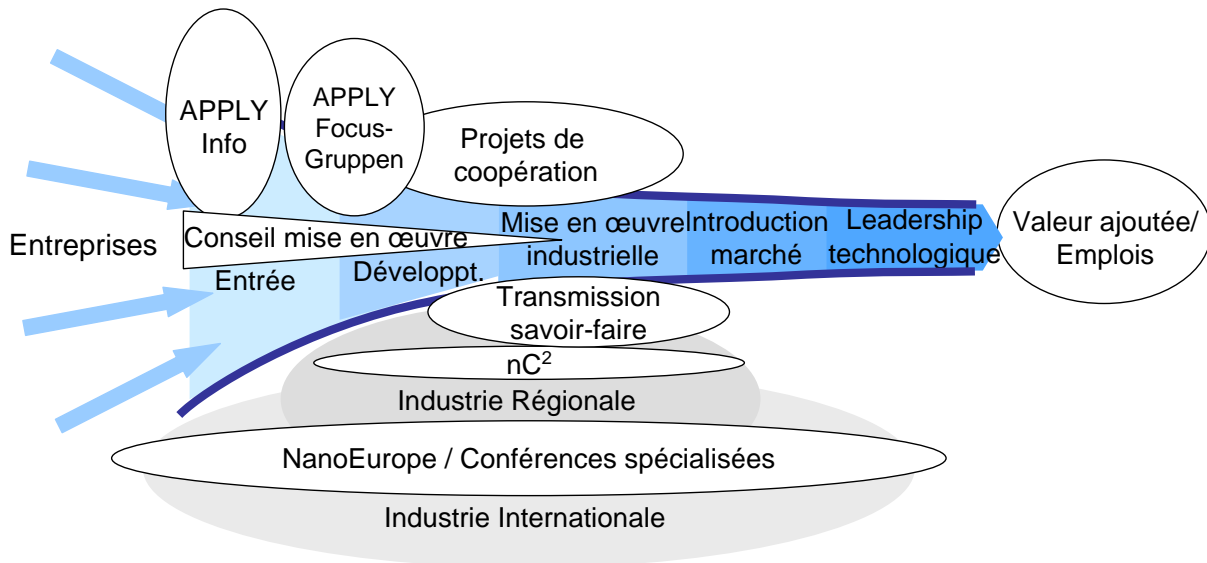 APPLY
Info
APPLY
Focus-
Gruppen
Projets de
coopération
Entreprises
Conseil mise en œuvre
Entrée
Développt.
Mise en œuvre
industrielle
Introduction
marché
Leadership
technologique
Valeur ajoutée/
Emplois
Transmission
savoir-faire
nC²
Industrie Régionale
NanoEurope / Conférences spécialisées
Industrie Internationale